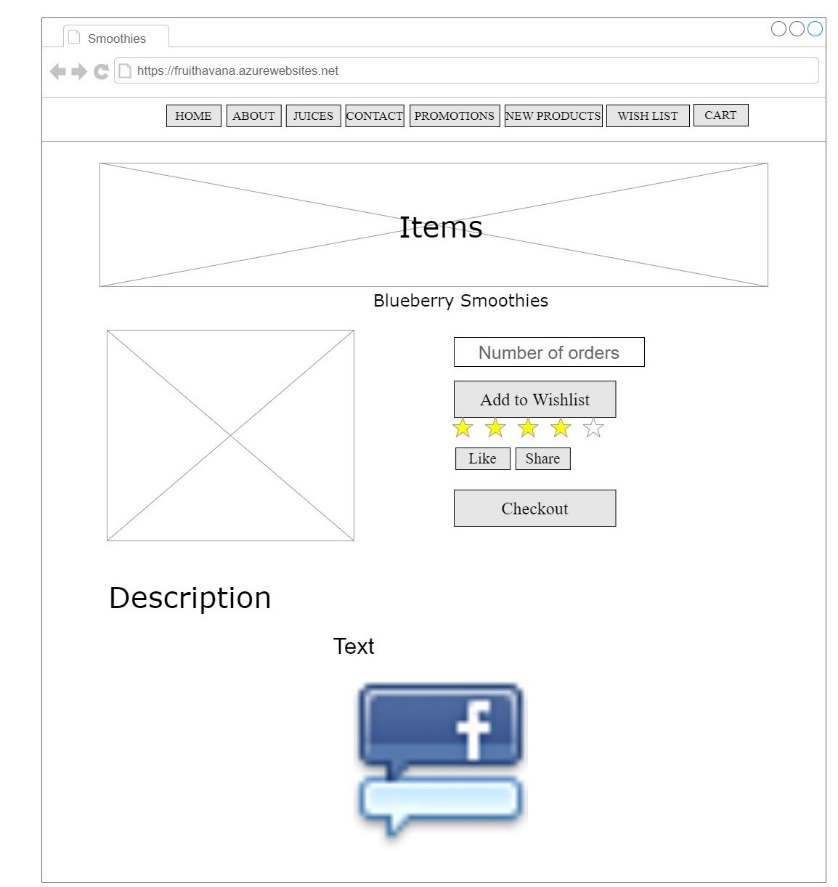 Smoothies
https://fruithavana.azurewebsites.net
HOME ABOUT JUICES CONTACT PROMOTIONS NEW PRODUCTS WISH LIST CART
Items
Blueberry Smoothies
Number of orders
Add to Wishlist
Like Share
Checkout
Description
Text
f